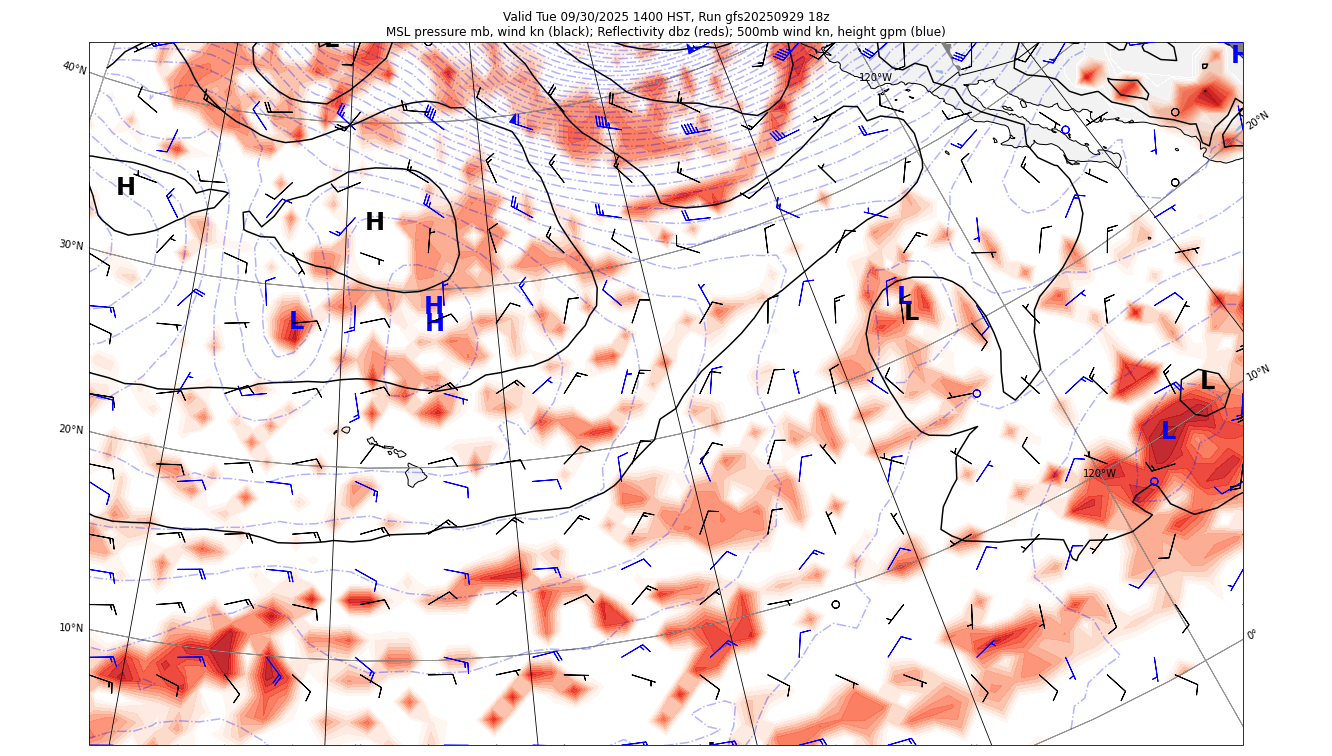 Valid Tue 09/30/2025 1400 HST, Run gfs20250929 18z
MSL pressure mb, wind kn (black); Reflectivity dbz (reds); 500mb wind kn, height gpm (blue)
H
40°N
120°W
20°N
H
H
30°N
H
L
L
L
H
10°N
L
20°N
L
120°W
10°N
0°